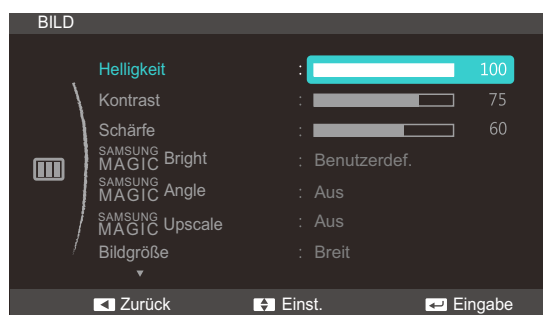 BILD
Helligkeit : 100
Kontrast : 75
Schärfe : 60
SAMSUNG MAGIC Bright : Benutzerdef.
SAMSUNG MAGIC Angle : Aus
SAMSUNG MAGIC Upscale : Aus
Bildgröße : Breit
Zurück Einst. Eingabe